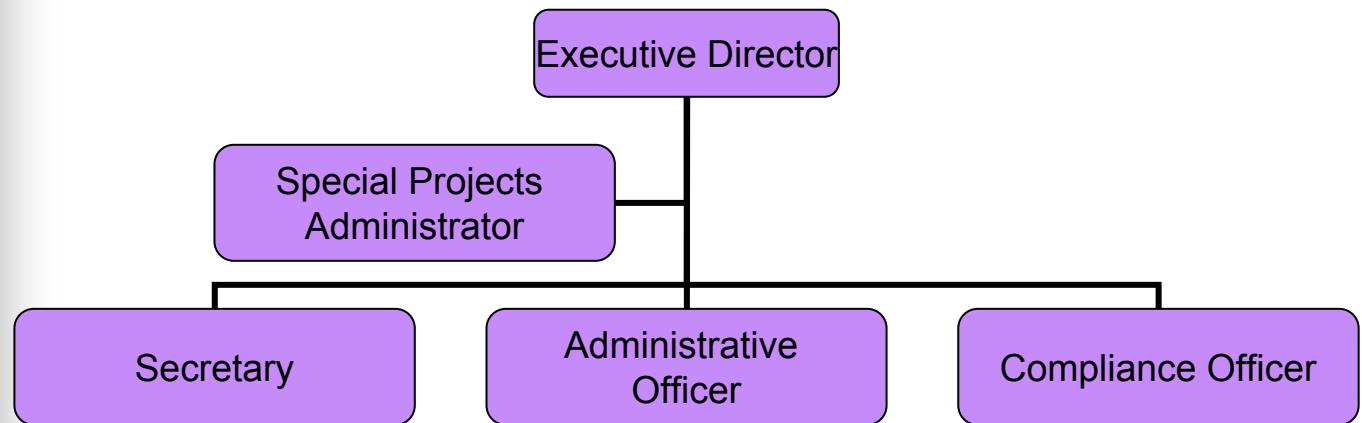 Executive Director
Special Projects
Administrator
Secretary
Administrative
Officer
Compliance Officer